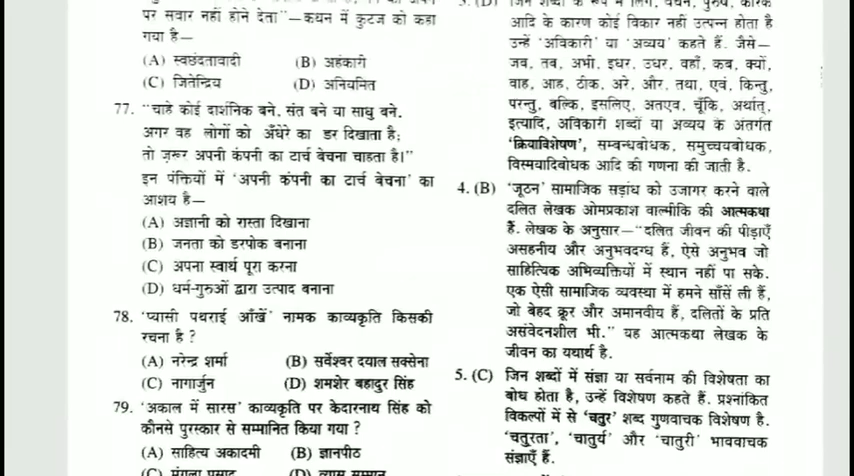 पर सवार नहीं होने देता"—कथन में कुटज को कहा
गया है—
(A) स्वछंदतावादी (B) अहंकारी
(C) जितेन्द्रिय (D) अनियमित
77. "चाहे कोई दार्शनिक बने, संत बने या साधु बने.
अगर वह लोगों को अँधेरे का डर दिखाता है;
तो ज़रूर अपनी कंपनी का टार्च बेचना चाहता है।"
इन पंक्तियों में 'अपनी कंपनी का टार्च बेचना' का
आशय है—
(A) अज्ञानी को रास्ता दिखाना
(B) जनता को डरपोक बनाना
(C) अपना स्वार्थ पूरा करना
(D) धर्म-गुरुओं द्वारा उत्पाद बनाना
78. 'प्यासी पथराई आँखें' नामक काव्यकृति किसकी
रचना है ?
(A) नरेन्द्र शर्मा (B) सर्वेश्वर दयाल सक्सेना
(C) नागार्जुन (D) शमशेर बहादुर सिंह
79. 'अकाल में सारस' काव्यकृति पर केदारनाथ सिंह को
कौनसे पुरस्कार से सम्मानित किया गया ?
(A) साहित्य अकादमी (B) ज्ञानपीठ
(C) मंगला प्रसाद (D) व्यास सम्मान
3. (D) जिन शब्दों के रूप में लिंग, वचन, पुरुष, कारक
आदि के कारण कोई विकार नहीं उत्पन्न होता है
उन्हें 'अविकारी' या 'अव्यय' कहते हैं. जैसे—
जब, तब, अभी, इधर, उधर, वहाँ, कब, क्यों,
वाह, आह, ठीक, अरे, और, तथा, एवं, किन्तु,
परन्तु, बल्कि, इसलिए, अतएव, चूँकि, अर्थात्,
इत्यादि, अविकारी शब्दों या अव्यय के अंतर्गत
'क्रियाविशेषण', सम्वन्धबोधक, समुच्चयबोधक,
विस्मयादिबोधक आदि की गणना की जाती है.
4. (B) 'जूठन' सामाजिक सड़ांध को उजागर करने वाले
दलित लेखक ओमप्रकाश वाल्मीकि की आत्मकथा
है. लेखक के अनुसार—"दलित जीवन की पीड़ाएँ
असहनीय और अनुभवदग्ध हैं, ऐसे अनुभव जो
साहित्यिक अभिव्यक्तियों में स्थान नहीं पा सके.
एक ऐसी सामाजिक व्यवस्था में हमने साँसें ली हैं,
जो बेहद क्रूर और अमानवीय हैं, दलितों के प्रति
असंवेदनशील भी." यह आत्मकथा लेखक के
जीवन का यथार्थ है.
5. (C) जिन शब्दों में संज्ञा या सर्वनाम की विशेषता का
बोध होता है, उन्हें विशेषण कहते हैं. प्रश्नांकित
विकल्पों में से 'चतुर' शब्द गुणवाचक विशेषण है.
'चतुरता', 'चातुर्य' और 'चातुरी' भाववाचक
संज्ञाएँ हैं.